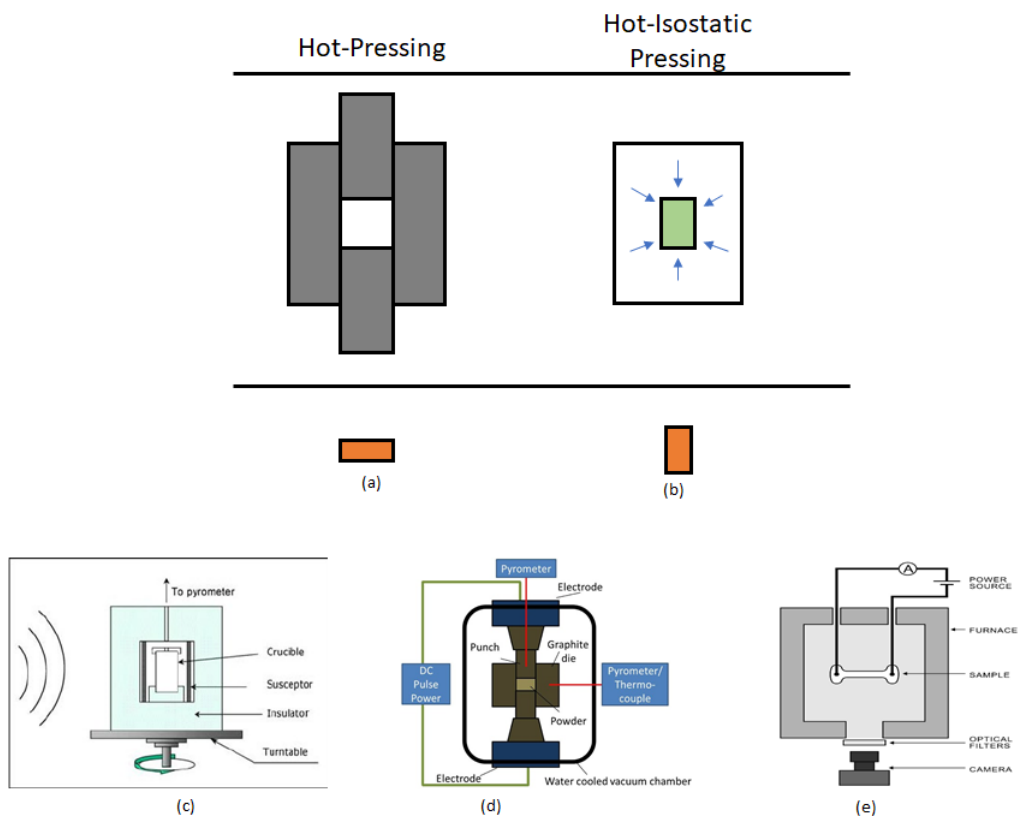 Hot-Pressing
Hot-Isostatic
Pressing
(a)
(b)
To pyrometer
Crucible
Susceptor
Insulator
Turntable
(c)
Pyrometer
Electrode
Punch
Graphite
die
DC
Pulse
Power
Pyrometer/
Thermo-
couple
Powder
Electrode
Water cooled vacuum chamber
(d)
A
POWER
SOURCE
FURNACE
SAMPLE
OPTICAL
FILTERS
CAMERA
(e)